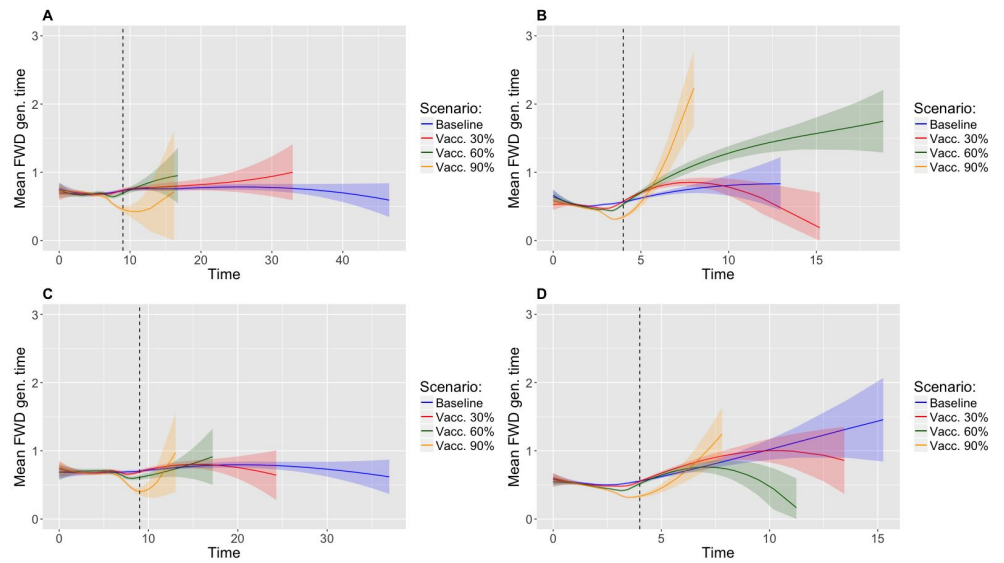 A
3
2
1
0
Mean FWD gen. time
0
10
20
30
40
Time
Scenario:
Baseline
Vacc. 30%
Vacc. 60%
Vacc. 90%
B
3
2
1
0
Mean FWD gen. time
0
5
10
15
Time
Scenario:
Baseline
Vacc. 30%
Vacc. 60%
Vacc. 90%
C
3
2
1
0
Mean FWD gen. time
0
10
20
30
Time
Scenario:
Baseline
Vacc. 30%
Vacc. 60%
Vacc. 90%
D
3
2
1
0
Mean FWD gen. time
0
5
10
15
Time
Scenario:
Baseline
Vacc. 30%
Vacc. 60%
Vacc. 90%